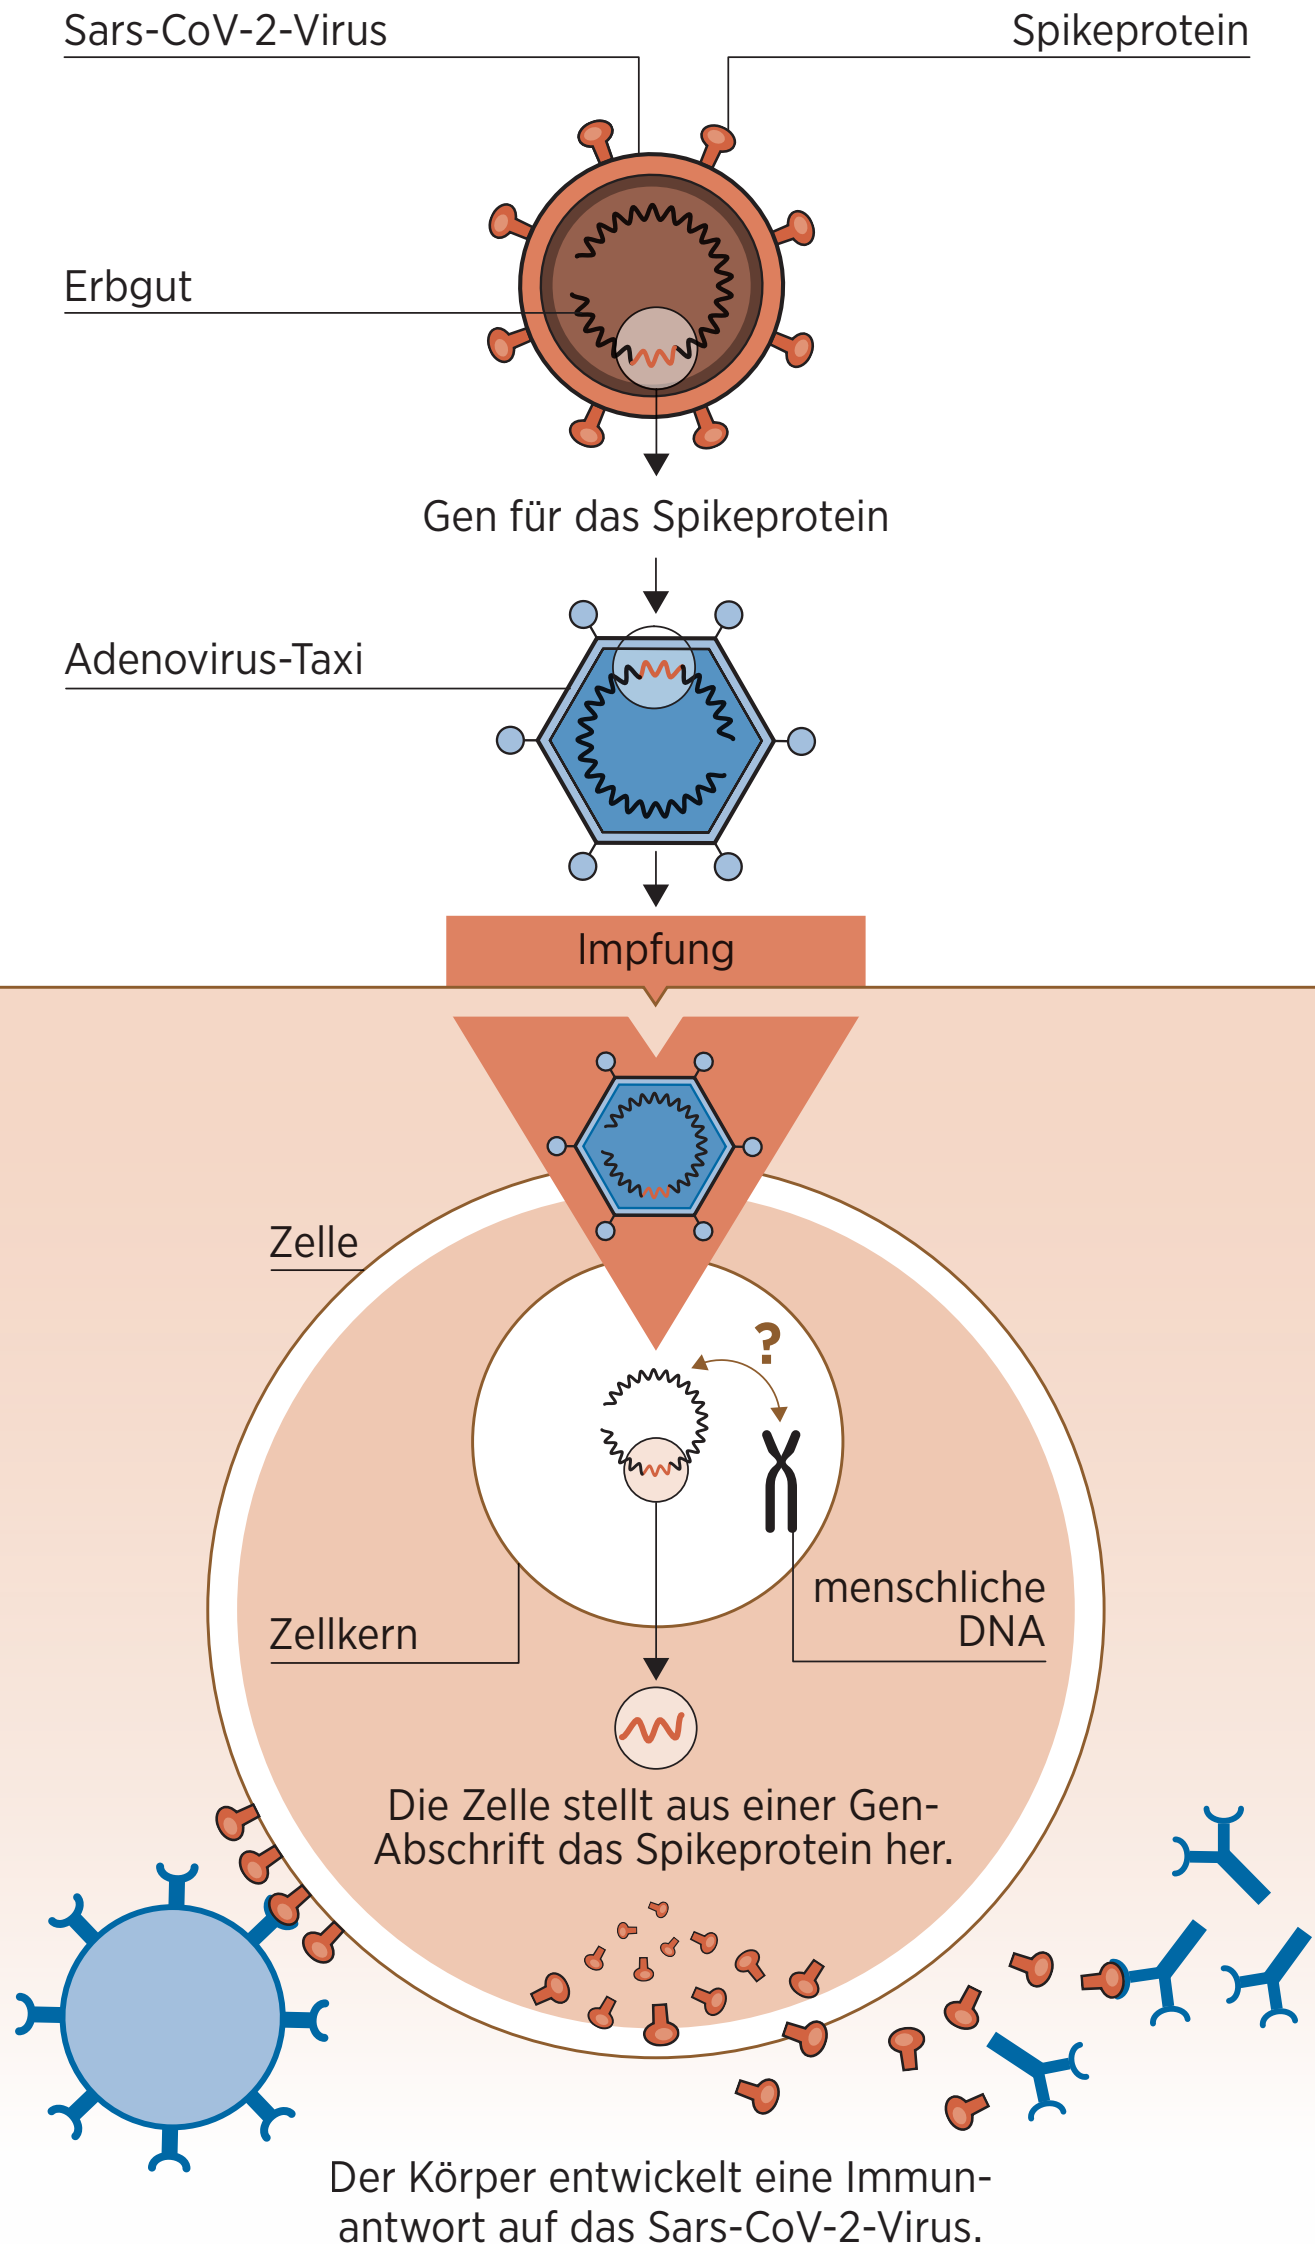 Sars-CoV-2-Virus
Spikeprotein
Erbgut
Gen für das Spikeprotein
Adenovirus-Taxi
Impfung
Zelle
?
menschliche
DNA
Zellkern
Die Zelle stellt aus einer Gen-
Abschrift das Spikeprotein her.
Der Körper entwickelt eine Immun-
antwort auf das Sars-CoV-2-Virus.